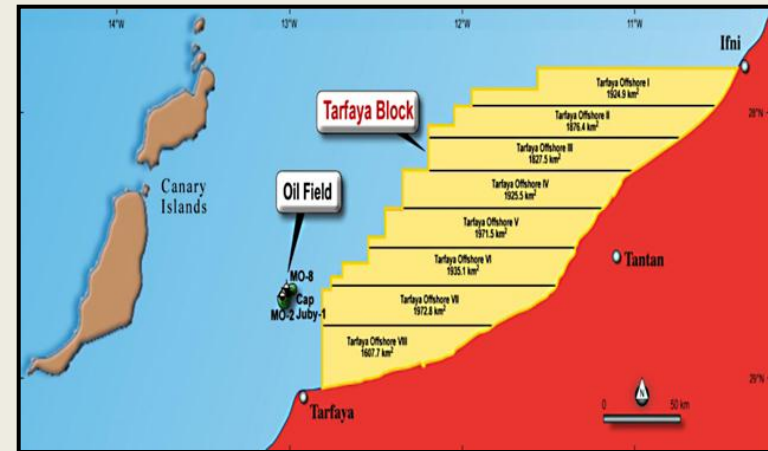 14°W
13°W
12°W
11°W
Ifni
Tarfaya Offshore I
1924.9 km²
28°N
Tarfaya Block
Tarfaya Offshore II
1876.4 km²
Tarfaya Offshore III
1827.5 km²
Canary
Islands
Oil Field
Tarfaya Offshore IV
1925.5 km²
Tarfaya Offshore V
1971.5 km²
Tantan
Tarfaya Offshore VI
1935.1 km²
MO-8
Cap
Juby-1
MO-2
Tarfaya Offshore VII
1972.8 km²
Tarfaya Offshore VIII
1607.7 km²
29°N
Tarfaya
N
0 50 km